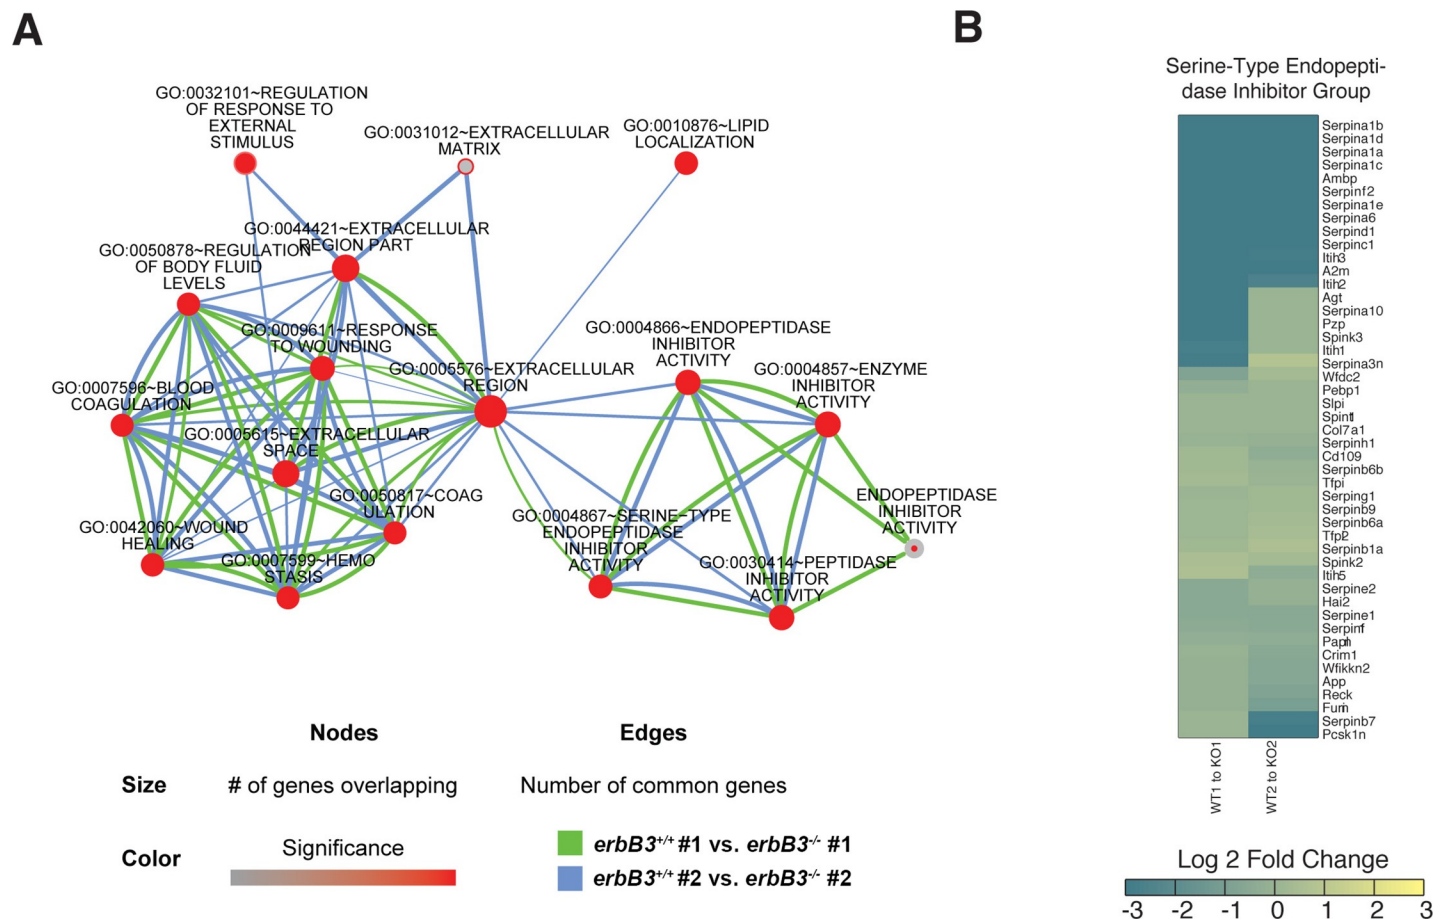 A
B
GO:0032101~REGULATION
OF RESPONSE TO
EXTERNAL
STIMULUS
GO:0031012~EXTRACELLULAR
MATRIX
GO:0010876~LIPID
LOCALIZATION
GO:0044421~EXTRACELLULAR
REGION PART
GO:0050878~REGULATION
OF BODY FLUID
LEVELS
GO:0009611~RESPONSE
TO WOUNDING
GO:0005576~EXTRACELLULAR
REGION
GO:0004866~ENDOPEPTIDASE
INHIBITOR
ACTIVITY
GO:0004857~ENZYME
INHIBITOR
ACTIVITY
GO:0007596~BLOOD
COAGULATION
GO:0005615~EXTRACELLULAR
SPACE
GO:0050817~COAG
ULATION
GO:0042060~WOUND
HEALING
GO:0007599~HEMO
STASIS
GO:0004867~SERINE-TYPE
ENDOPEPTIDASE
INHIBITOR
ACTIVITY
GO:0030414~PEPTIDASE
INHIBITOR
ACTIVITY
ENDOPEPTIDASE
INHIBITOR
ACTIVITY
Nodes
Edges
Size
# of genes overlapping
Number of common genes
Color
Significance
erbB3+/+ #1 vs. erbB3-/- #1
erbB3+/+ #2 vs. erbB3-/- #2
Serine-Type Endopepti-
dase Inhibitor Group
Serpina1b
Serpina1d
Serpina1a
Serpina1c
Ambp
Serpinf2
Serpina1e
Serpina6
Serpind1
Serpinc1
Itih3
A2m
Itih2
Agt
Serpina10
Pzp
Spink3
Itih1
Serpina3n
Wfdc2
Pebp1
Slpi
Spint1
Col7a1
Serpinh1
Cd109
Serpinb6b
Tfpi
Serping1
Serpinb9
Serpinb6a
Tfpi2
Serpinb1a
Spink2
Itih5
Serpine2
Hai2
Serpine1
Serpinf
Papln
Crim1
Wfikkn2
App
Reck
Furin
Serpinb7
Pcsk1n
WT1 to KO1
WT2 to KO2
Log 2 Fold Change
-3 -2 -1 0 1 2 3